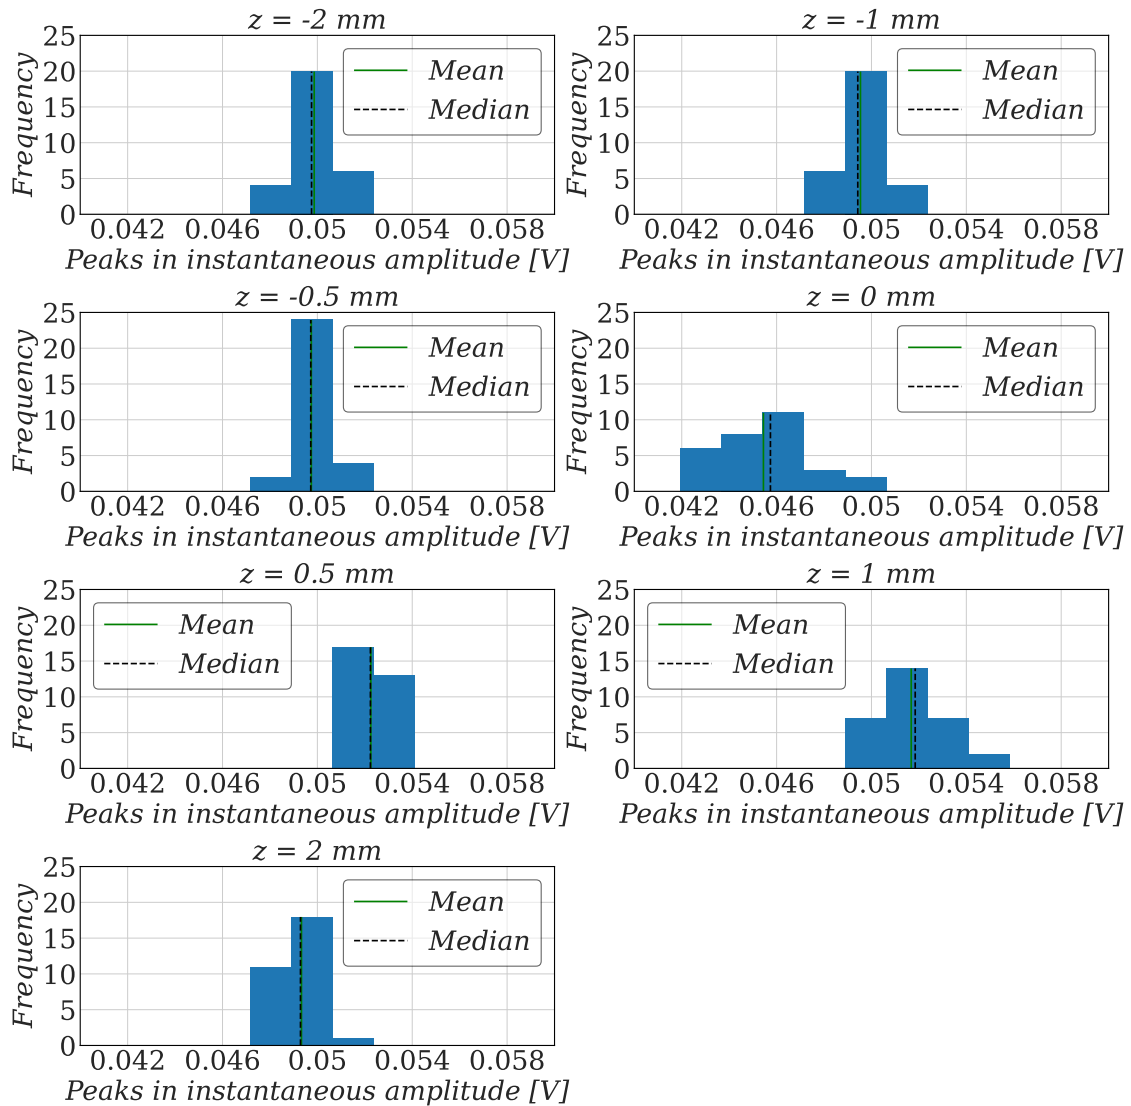 z = -2 mm
Frequency
25
20
15
10
5
0
Mean
Median
0.042 0.046 0.05 0.054 0.058
Peaks in instantaneous amplitude [V]
z = -1 mm
Frequency
25
20
15
10
5
0
Mean
Median
0.042 0.046 0.05 0.054 0.058
Peaks in instantaneous amplitude [V]
z = -0.5 mm
Frequency
25
20
15
10
5
0
Mean
Median
0.042 0.046 0.05 0.054 0.058
Peaks in instantaneous amplitude [V]
z = 0 mm
Frequency
25
20
15
10
5
0
Mean
Median
0.042 0.046 0.05 0.054 0.058
Peaks in instantaneous amplitude [V]
z = 0.5 mm
Frequency
25
20
15
10
5
0
Mean
Median
0.042 0.046 0.05 0.054 0.058
Peaks in instantaneous amplitude [V]
z = 1 mm
Frequency
25
20
15
10
5
0
Mean
Median
0.042 0.046 0.05 0.054 0.058
Peaks in instantaneous amplitude [V]
z = 2 mm
Frequency
25
20
15
10
5
0
Mean
Median
0.042 0.046 0.05 0.054 0.058
Peaks in instantaneous amplitude [V]